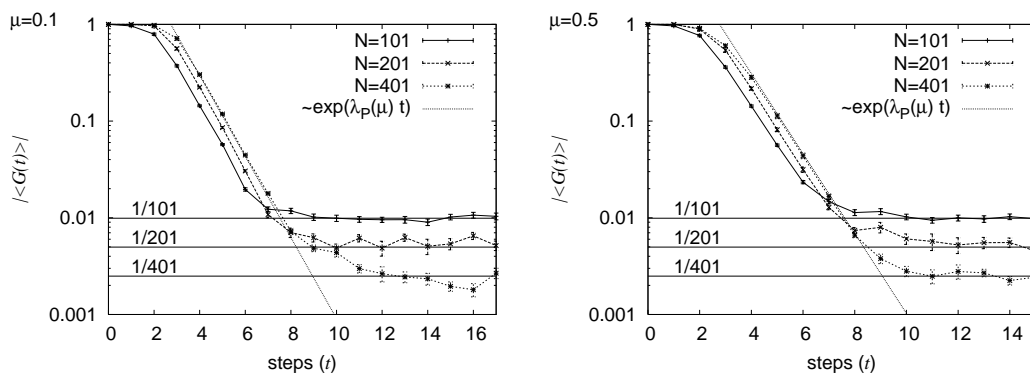 μ=0.1
1
0.1
0.01
0.001
|<G(t)>|
N=101
N=201
N=401
~exp(λP(μ) t)
1/101
1/201
1/401
0 2 4 6 8 10 12 14 16
steps (t)
μ=0.5
1
0.1
0.01
0.001
|<G(t)>|
N=101
N=201
N=401
~exp(λP(μ) t)
1/101
1/201
1/401
0 2 4 6 8 10 12 14
steps (t)